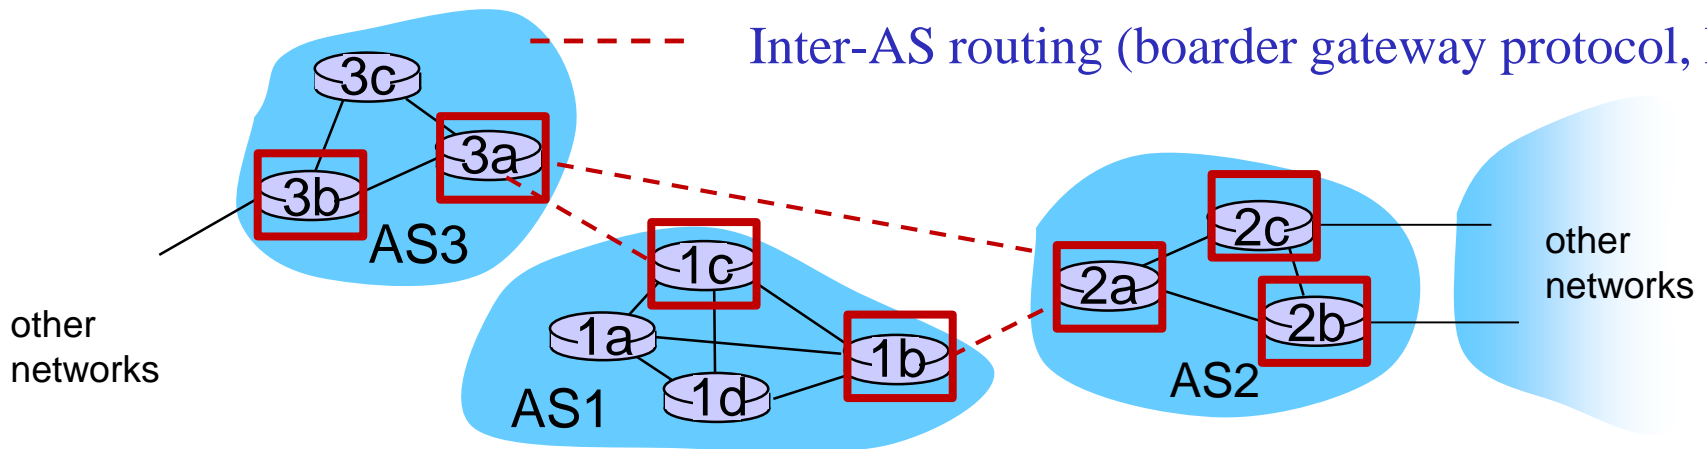 Inter-AS routing (boarder gateway protocol,
3c
3a
3b
AS3
1c
2c
2a
other
networks
2b
other
networks
1a
1b
AS2
1d
AS1